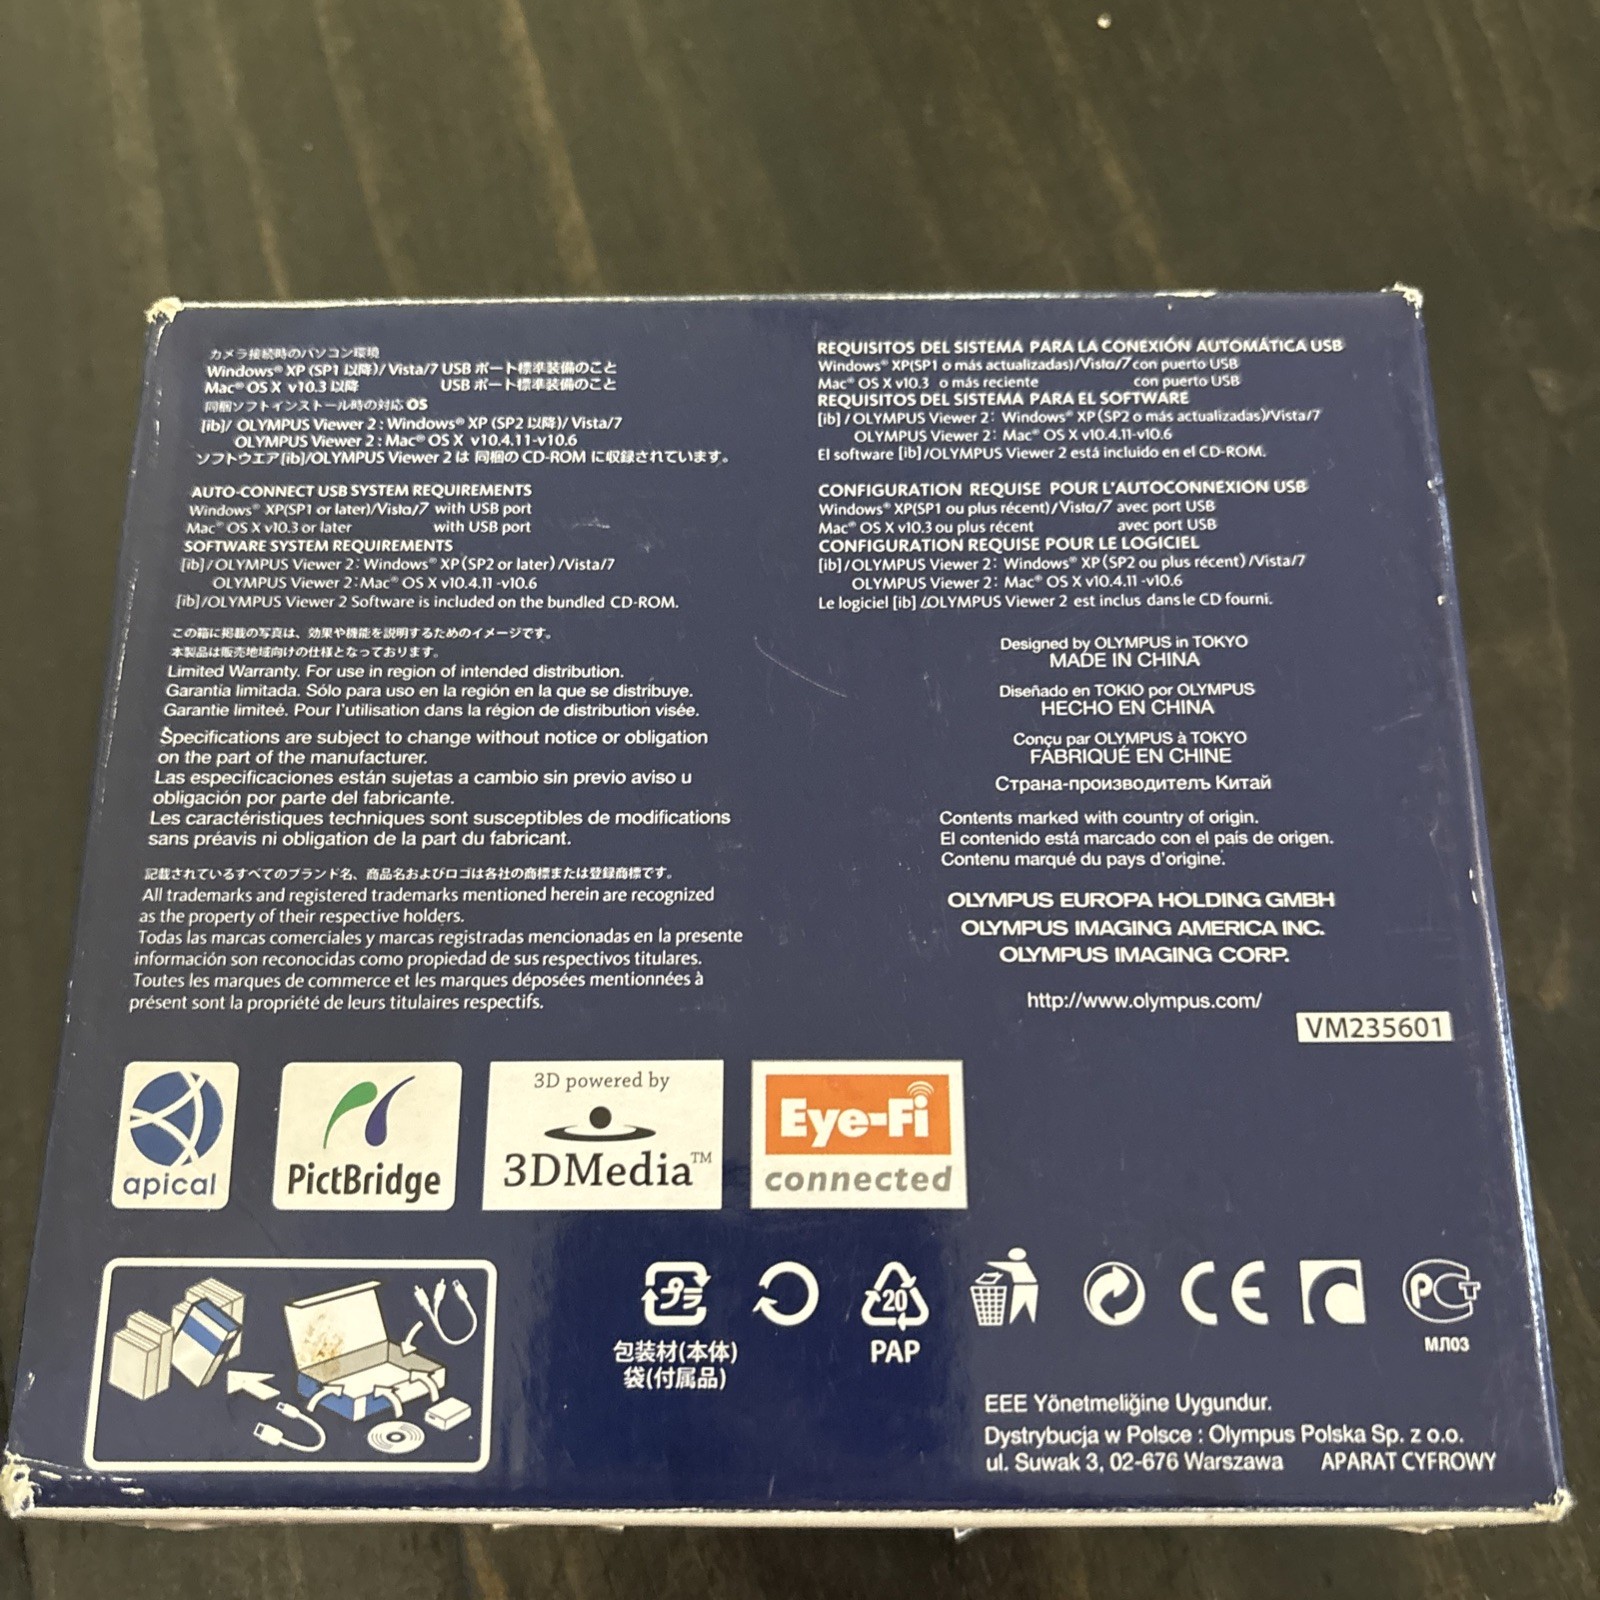 カメラ接続時のパソコン環境
Windows® XP (SP1 以降)/ Vista/7 USB ポート標準装備のこと
Mac® OS X v10.3 以降 USB ポート標準装備のこと
同梱ソフトインストール時の対応 OS
[ib]/ OLYMPUS Viewer 2 : Windows® XP (SP2 以降)/ Vista/7
OLYMPUS Viewer 2 : Mac® OS X v10.4.11-v10.6
ソフトウエア [ib]/OLYMPUS Viewer 2 は 同梱の CD-ROM に収録されています。
AUTO-CONNECT USB SYSTEM REQUIREMENTS
Windows® XP(SP1 or later)/Vista/7 with USB port
Mac® OS X v10.3 or later with USB port
SOFTWARE SYSTEM REQUIREMENTS
[ib]/OLYMPUS Viewer 2: Windows® XP(SP2 or later)/Vista/7
OLYMPUS Viewer 2:Mac® OS X v10.4.11 -v10.6
[ib]/OLYMPUS Viewer 2 Software is included on the bundled CD-ROM.
この箱に掲載の写真は、効果や機能を説明するためのイメージです。
本製品は販売地域向けの仕様となっております。
Limited Warranty. For use in region of intended distribution.
Garantía limitada. Sólo para uso en la región en la que se distribuye.
Garantie limiteé. Pour l'utilisation dans la région de distribution visée.
Specifications are subject to change without notice or obligation
on the part of the manufacturer.
Las especificaciones están sujetas a cambio sin previo aviso u
obligación por parte del fabricante.
Les caractéristiques techniques sont susceptibles de modifications
sans préavis ni obligation de la part du fabricant.
記載されているすべてのブランド名、商品名およびロゴは各社の商標または登録商標です。
All trademarks and registered trademarks mentioned herein are recognized
as the property of their respective holders.
Todas las marcas comerciales y marcas registradas mencionadas en la presente
información son reconocidas como propiedad de sus respectivos titulares.
Toutes les marques de commerce et les marques déposées mentionnées à
présent sont la propriété de leurs titulaires respectifs.
REQUISITOS DEL SISTEMA PARA LA CONEXIÓN AUTOMÁTICA USB
Windows® XP(SP1 o más actualizadas)/Vista/7 con puerto USB
Mac® OS X v10.3 o más reciente con puerto USB
REQUISITOS DEL SISTEMA PARA EL SOFTWARE
[ib] / OLYMPUS Viewer 2: Windows® XP(SP2 o más actualizadas)/Vista/7
OLYMPUS Viewer 2: Mac® OS X v10.4.11-v10.6
El software [ib]/OLYMPUS Viewer 2 está incluido en el CD-ROM.
CONFIGURATION REQUISE POUR L'AUTOCONNEXION USB
Windows® XP(SP1 ou plus récent)/Vista/7 avec port USB
Mac® OS X v10.3 ou plus récent avec port USB
CONFIGURATION REQUISE POUR LE LOGICIEL
[ib]/OLYMPUS Viewer 2: Windows® XP(SP2 ou plus récent)/Vista/7
OLYMPUS Viewer 2: Mac® OS X v10.4.11 -v10.6
Le logiciel [ib] /OLYMPUS Viewer 2 est inclus dans le CD fourni.
Designed by OLYMPUS in TOKYO
MADE IN CHINA
Diseñado en TOKIO por OLYMPUS
HECHO EN CHINA
Conçu par OLYMPUS à TOKYO
FABRIQUÉ EN CHINE
Страна-производитель Китай
Contents marked with country of origin.
El contenido está marcado con el país de origen.
Contenu marqué du pays d'origine.
OLYMPUS EUROPA HOLDING GMBH
OLYMPUS IMAGING AMERICA INC.
OLYMPUS IMAGING CORP.
http://www.olympus.com/
VM235601
apical
PictBridge
3D powered by
3DMedia™
Eye-Fi
connected
プラ
包装材(本体)
袋(付属品)
20
PAP
CE
РСТ
МЛ03
EEE Yönetmeliğine Uygundur.
Dystrybucja w Polsce : Olympus Polska Sp. z o.o.
ul. Suwak 3, 02-676 Warszawa APARAT CYFROWY